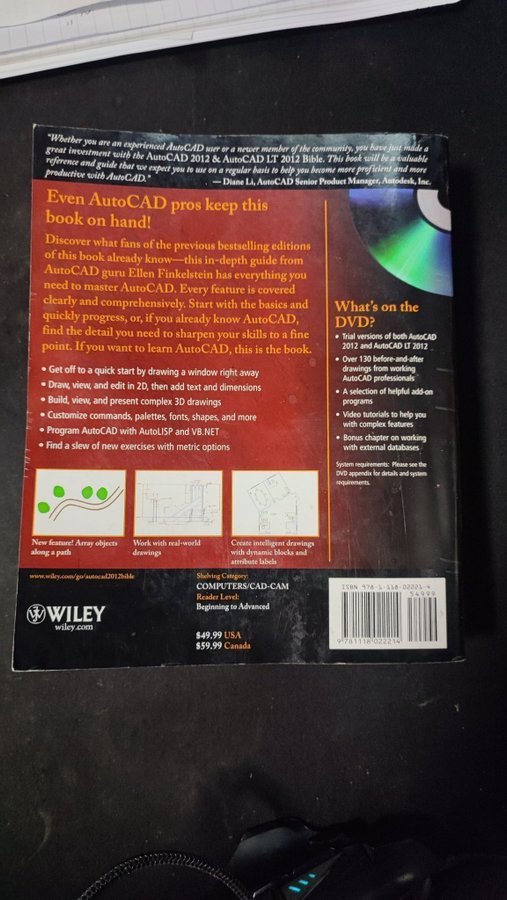 "Whether you are an experienced AutoCAD user or a newer member of the community, you have just made a
great investment with the AutoCAD 2012 & AutoCAD LT 2012 Bible. This book will be a valuable
reference and guide that we expect you to use on a regular basis to help you become more proficient and more
productive with AutoCAD."
— Diane Li, AutoCAD Senior Product Manager, Autodesk, Inc.
Even AutoCAD pros keep this
book on hand!
Discover what fans of the previous bestselling editions
of this book already know—this in-depth guide from
AutoCAD guru Ellen Finkelstein has everything you
need to master AutoCAD. Every feature is covered
clearly and comprehensively. Start with the basics and
quickly progress, or, if you already know AutoCAD,
find the detail you need to sharpen your skills to a fine
point. If you want to learn AutoCAD, this is the book.
• Get off to a quick start by drawing a window right away
• Draw, view, and edit in 2D, then add text and dimensions
• Build, view, and present complex 3D drawings
• Customize commands, palettes, fonts, shapes, and more
• Program AutoCAD with AutoLISP and VB.NET
• Find a slew of new exercises with metric options
New feature! Array objects
along a path
Work with real-world
drawings
Create intelligent drawings
with dynamic blocks and
attribute labels
What's on the
DVD?
• Trial versions of both AutoCAD
2012 and AutoCAD LT 2012
• Over 130 before-and-after
drawings from working
AutoCAD professionals
• A selection of helpful add-on
programs
• Video tutorials to help you
with complex features
• Bonus chapter on working
with external databases
System requirements: Please see the
DVD appendix for details and system
requirements.
www.wiley.com/go/autocad2012bible
WILEY
wiley.com
Shelving Category:
COMPUTERS/CAD-CAM
Reader Level:
Beginning to Advanced
$49.99 USA
$59.99 Canada
ISBN 978-1-118-02221-4
54999
9 781118 022214